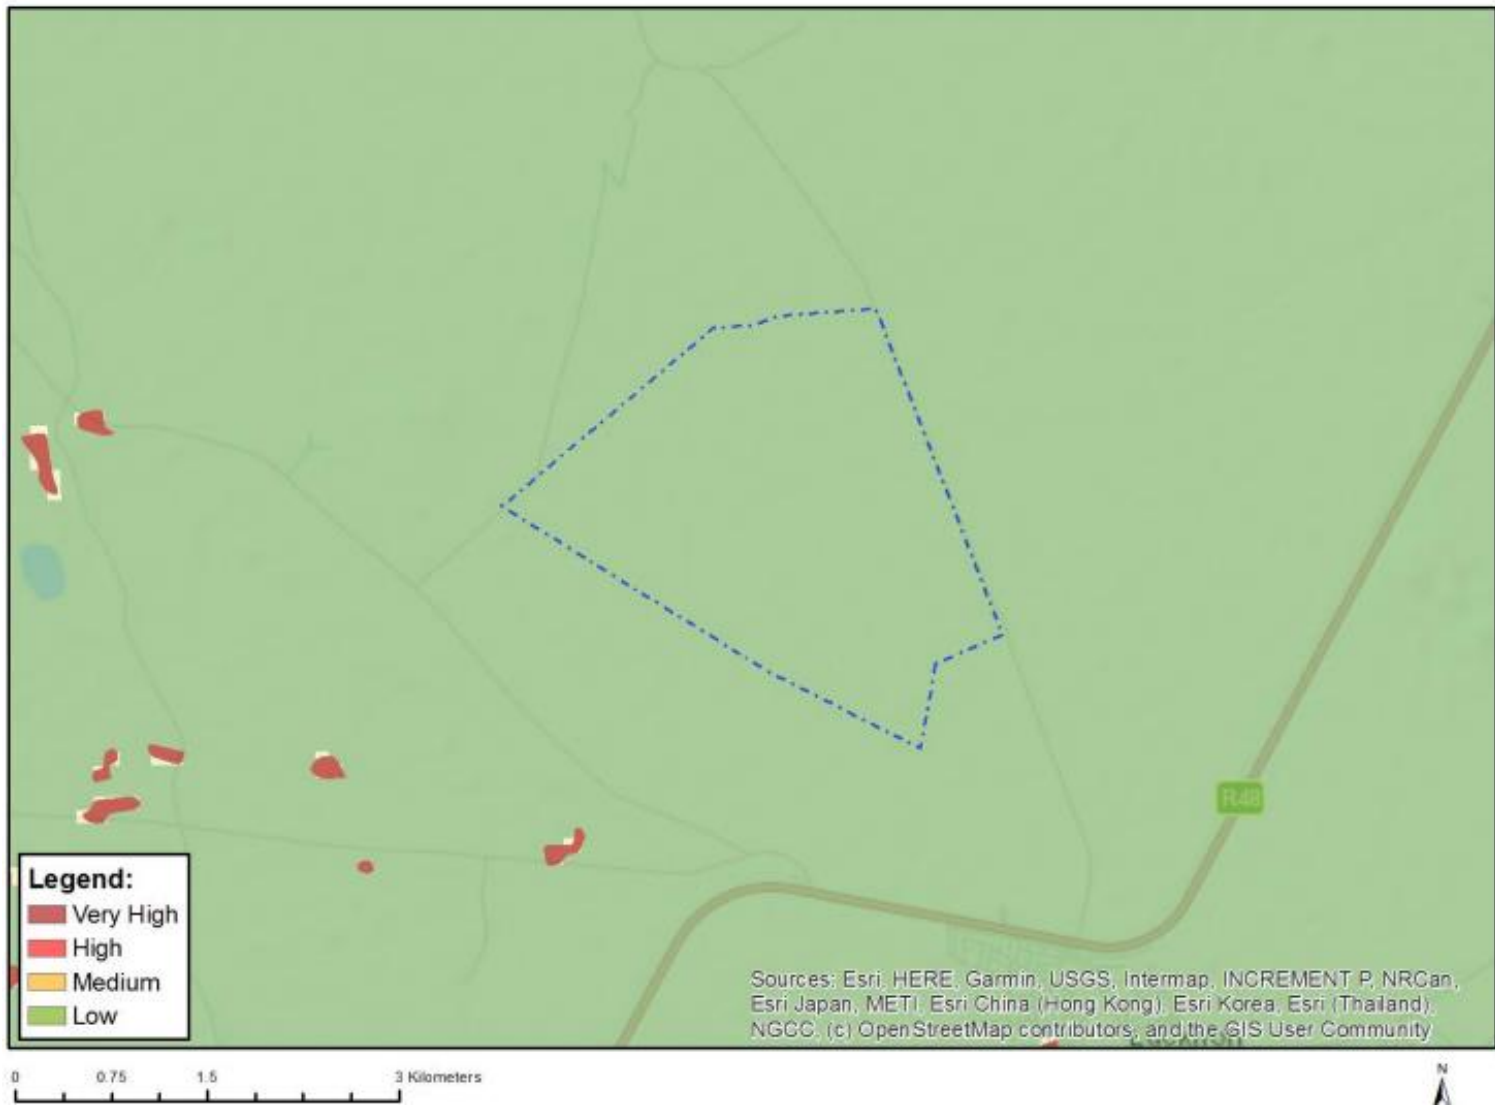 R48
Legend:
Very High
High
Medium
Low
Sources: Esri, HERE, Garmin, USGS, Intermap, INCREMENT P, NRCan,
Esri Japan, METI, Esri China (Hong Kong), Esri Korea, Esri (Thailand),
NGCC, (c) OpenStreetMap contributors, and the GIS User Community
0 0.75 1.5 3 Kilometers
N